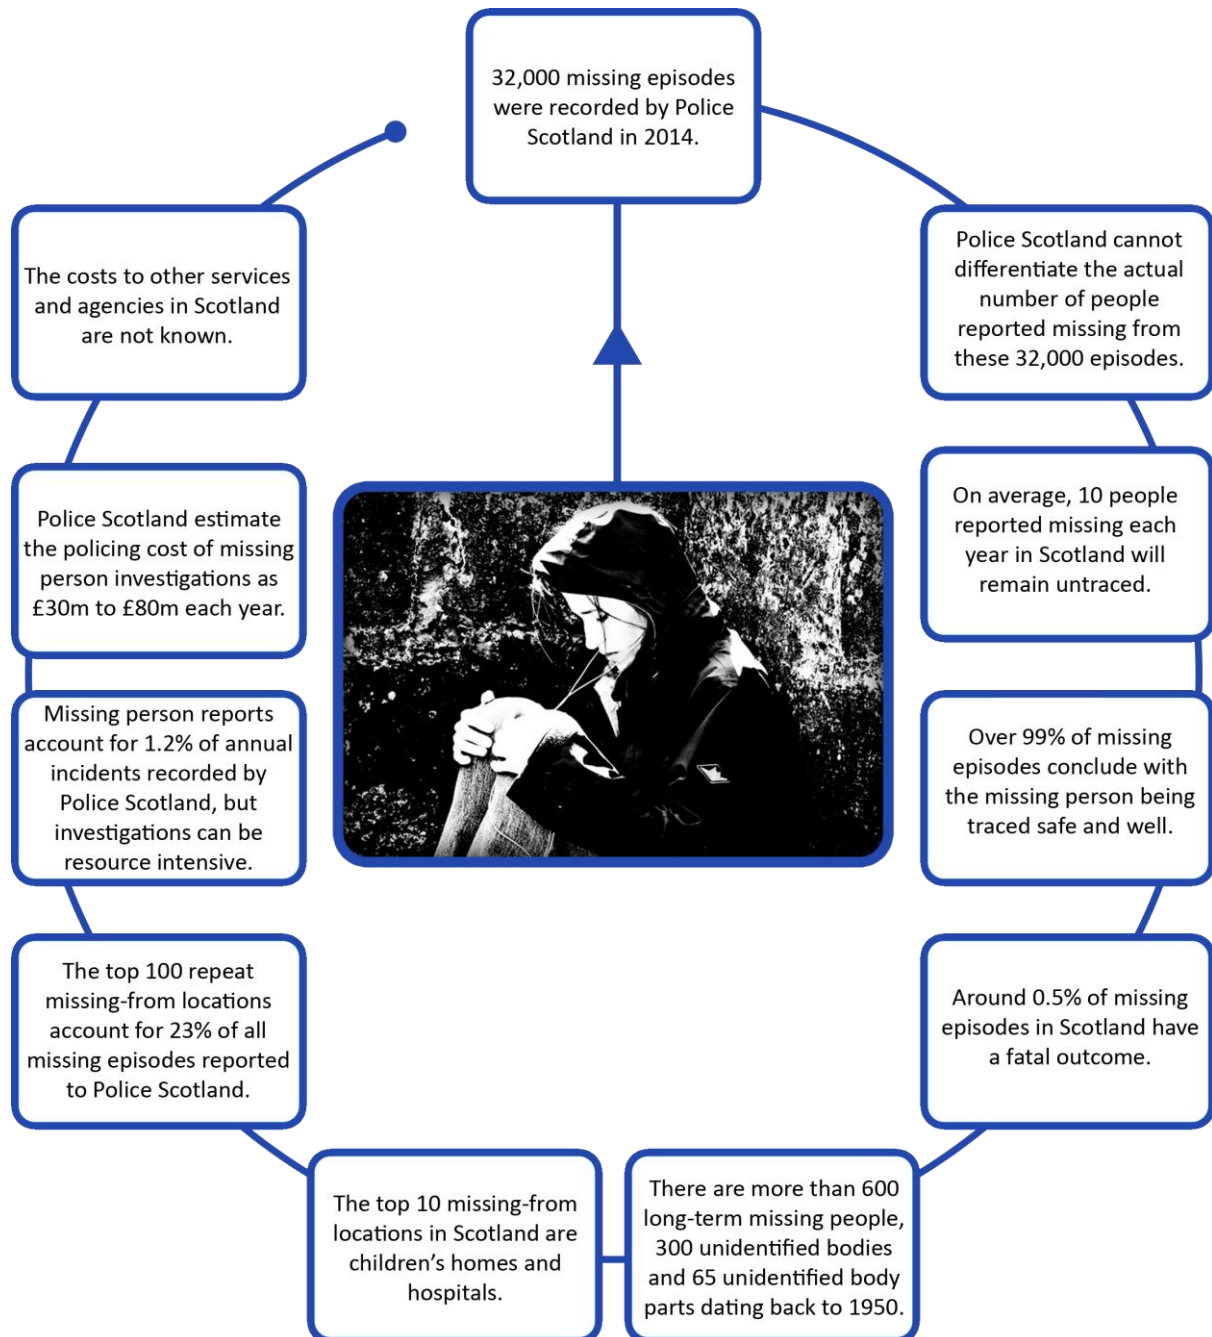 32,000 missing episodes
were recorded by Police
Scotland in 2014.
Police Scotland cannot
differentiate the actual
number of people
reported missing from
these 32,000 episodes.
On average, 10 people
reported missing each
year in Scotland will
remain untraced.
Over 99% of missing
episodes conclude with
the missing person being
traced safe and well.
Around 0.5% of missing
episodes in Scotland have
a fatal outcome.
There are more than 600
long-term missing people,
300 unidentified bodies
and 65 unidentified body
parts dating back to 1950.
The top 10 missing-from
locations in Scotland are
children’s homes and
hospitals.
The top 100 repeat
missing-from locations
account for 23% of all
missing episodes reported
to Police Scotland.
Missing person reports
account for 1.2% of annual
incidents recorded by
Police Scotland, but
investigations can be
resource intensive.
Police Scotland estimate
the policing cost of missing
person investigations as
£30m to £80m each year.
The costs to other services
and agencies in Scotland
are not known.